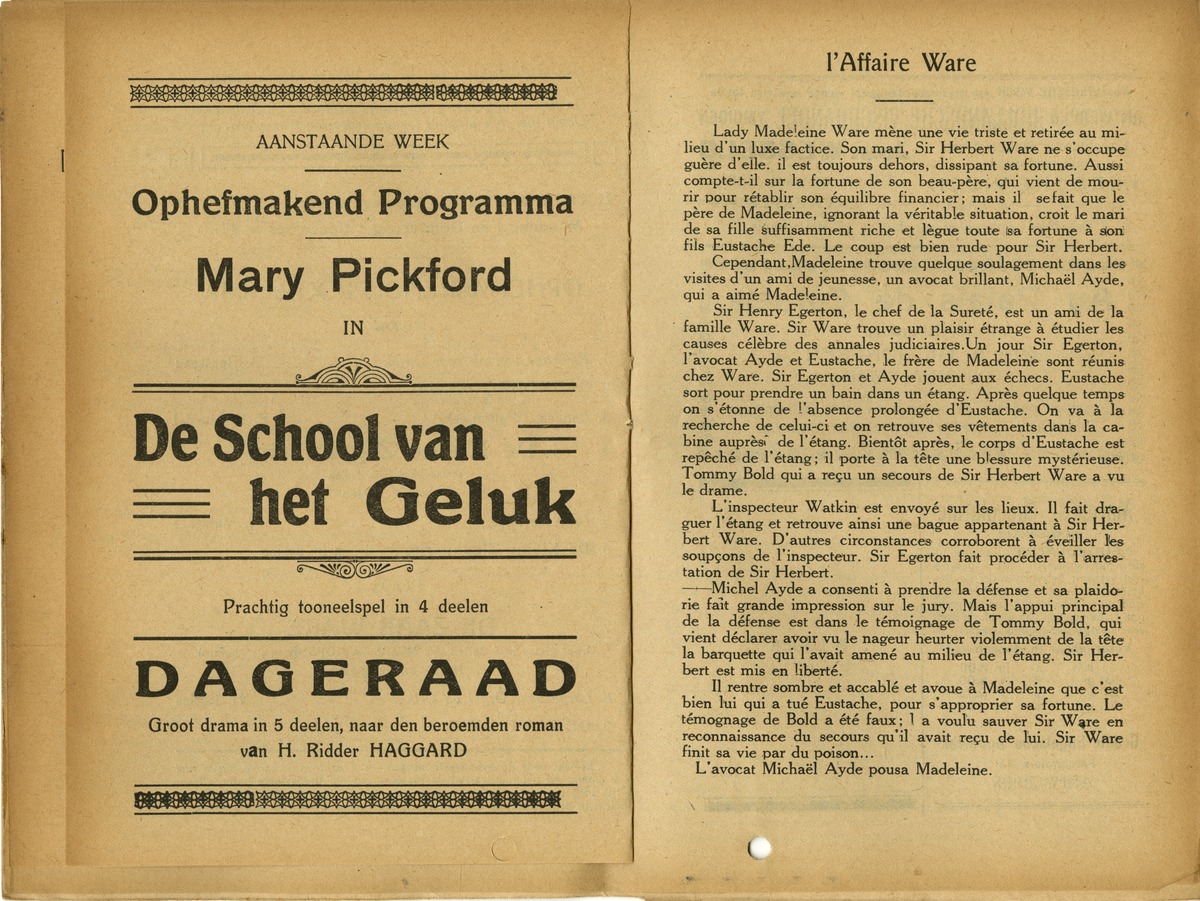 AANSTAANDE WEEK
Ophefmakend Programma
Mary Pickford
IN
De School van
het Geluk
Prachtig tooneelspel in 4 deelen
DAGERAAD
Groot drama in 5 deelen, naar den beroemden roman
van H. Ridder HAGGARD
l'Affaire Ware
Lady Madeleine Ware mène une vie triste et retirée au mi-
lieu d'un luxe factice. Son mari, Sir Herbert Ware ne s'occupe
guère d'elle. il est toujours dehors, dissipant sa fortune. Aussi
compte-t-il sur la fortune de son beau-père, qui vient de mou-
rir pour rétablir son équilibre financier; mais il sefait que le
père de Madeleine, ignorant la véritable situation, croit le mari
de sa fille suffisamment riche et lègue toute sa fortune à son
fils Eustache Ede. Le coup est bien rude pour Sir Herbert.
Cependant,Madeleine trouve quelque soulagement dans les
visites d'un ami de jeunesse, un avocat brillant, Michaël Ayde,
qui a aimé Madeleine.
Sir Henry Egerton, le chef de la Sureté, est un ami de la
famille Ware. Sir Ware trouve un plaisir étrange à étudier les
causes célèbre des annales judiciaires.Un jour Sir Egerton,
l'avocat Ayde et Eustache, le frère de Madeleine sont réunis
chez Ware. Sir Egerton et Ayde jouent aux échecs. Eustache
sort pour prendre un bain dans un étang. Après quelque temps
on s'étonne de l'absence prolongée d'Eustache. On va à la
recherche de celui-ci et on retrouve ses vêtements dans la ca-
bine auprès de l'étang. Bientôt après, le corps d'Eustache est
repêché de l'étang; il porte à la tête une blessure mystérieuse.
Tommy Bold qui a reçu un secours de Sir Herbert Ware a vu
le drame.
L'inspecteur Watkin est envoyé sur les lieux. Il fait dra-
guer l'étang et retrouve ainsi une bague appartenant à Sir Her-
bert Ware. D'autres circonstances corroborent à éveiller les
soupçons de l'inspecteur. Sir Egerton fait procéder à l'arres-
tation de Sir Herbert.
—Michel Ayde a consenti à prendre la défense et sa plaido-
rie fait grande impression sur le jury. Mais l'appui principal
de la défense est dans le témoignage de Tommy Bold, qui
vient déclarer avoir vu le nageur heurter violemment de la tête
la barquette qui l'avait amené au milieu de l'étang. Sir Her-
bert est mis en liberté.
Il rentre sombre et accablé et avoue à Madeleine que c'est
bien lui qui a tué Eustache, pour s'approprier sa fortune. Le
témognage de Bold a été faux; l a voulu sauver Sir Ware en
reconnaissance du secours qu'il avait reçu de lui. Sir Ware
finit sa vie par du poison...
L'avocat Michaël Ayde pousa Madeleine.